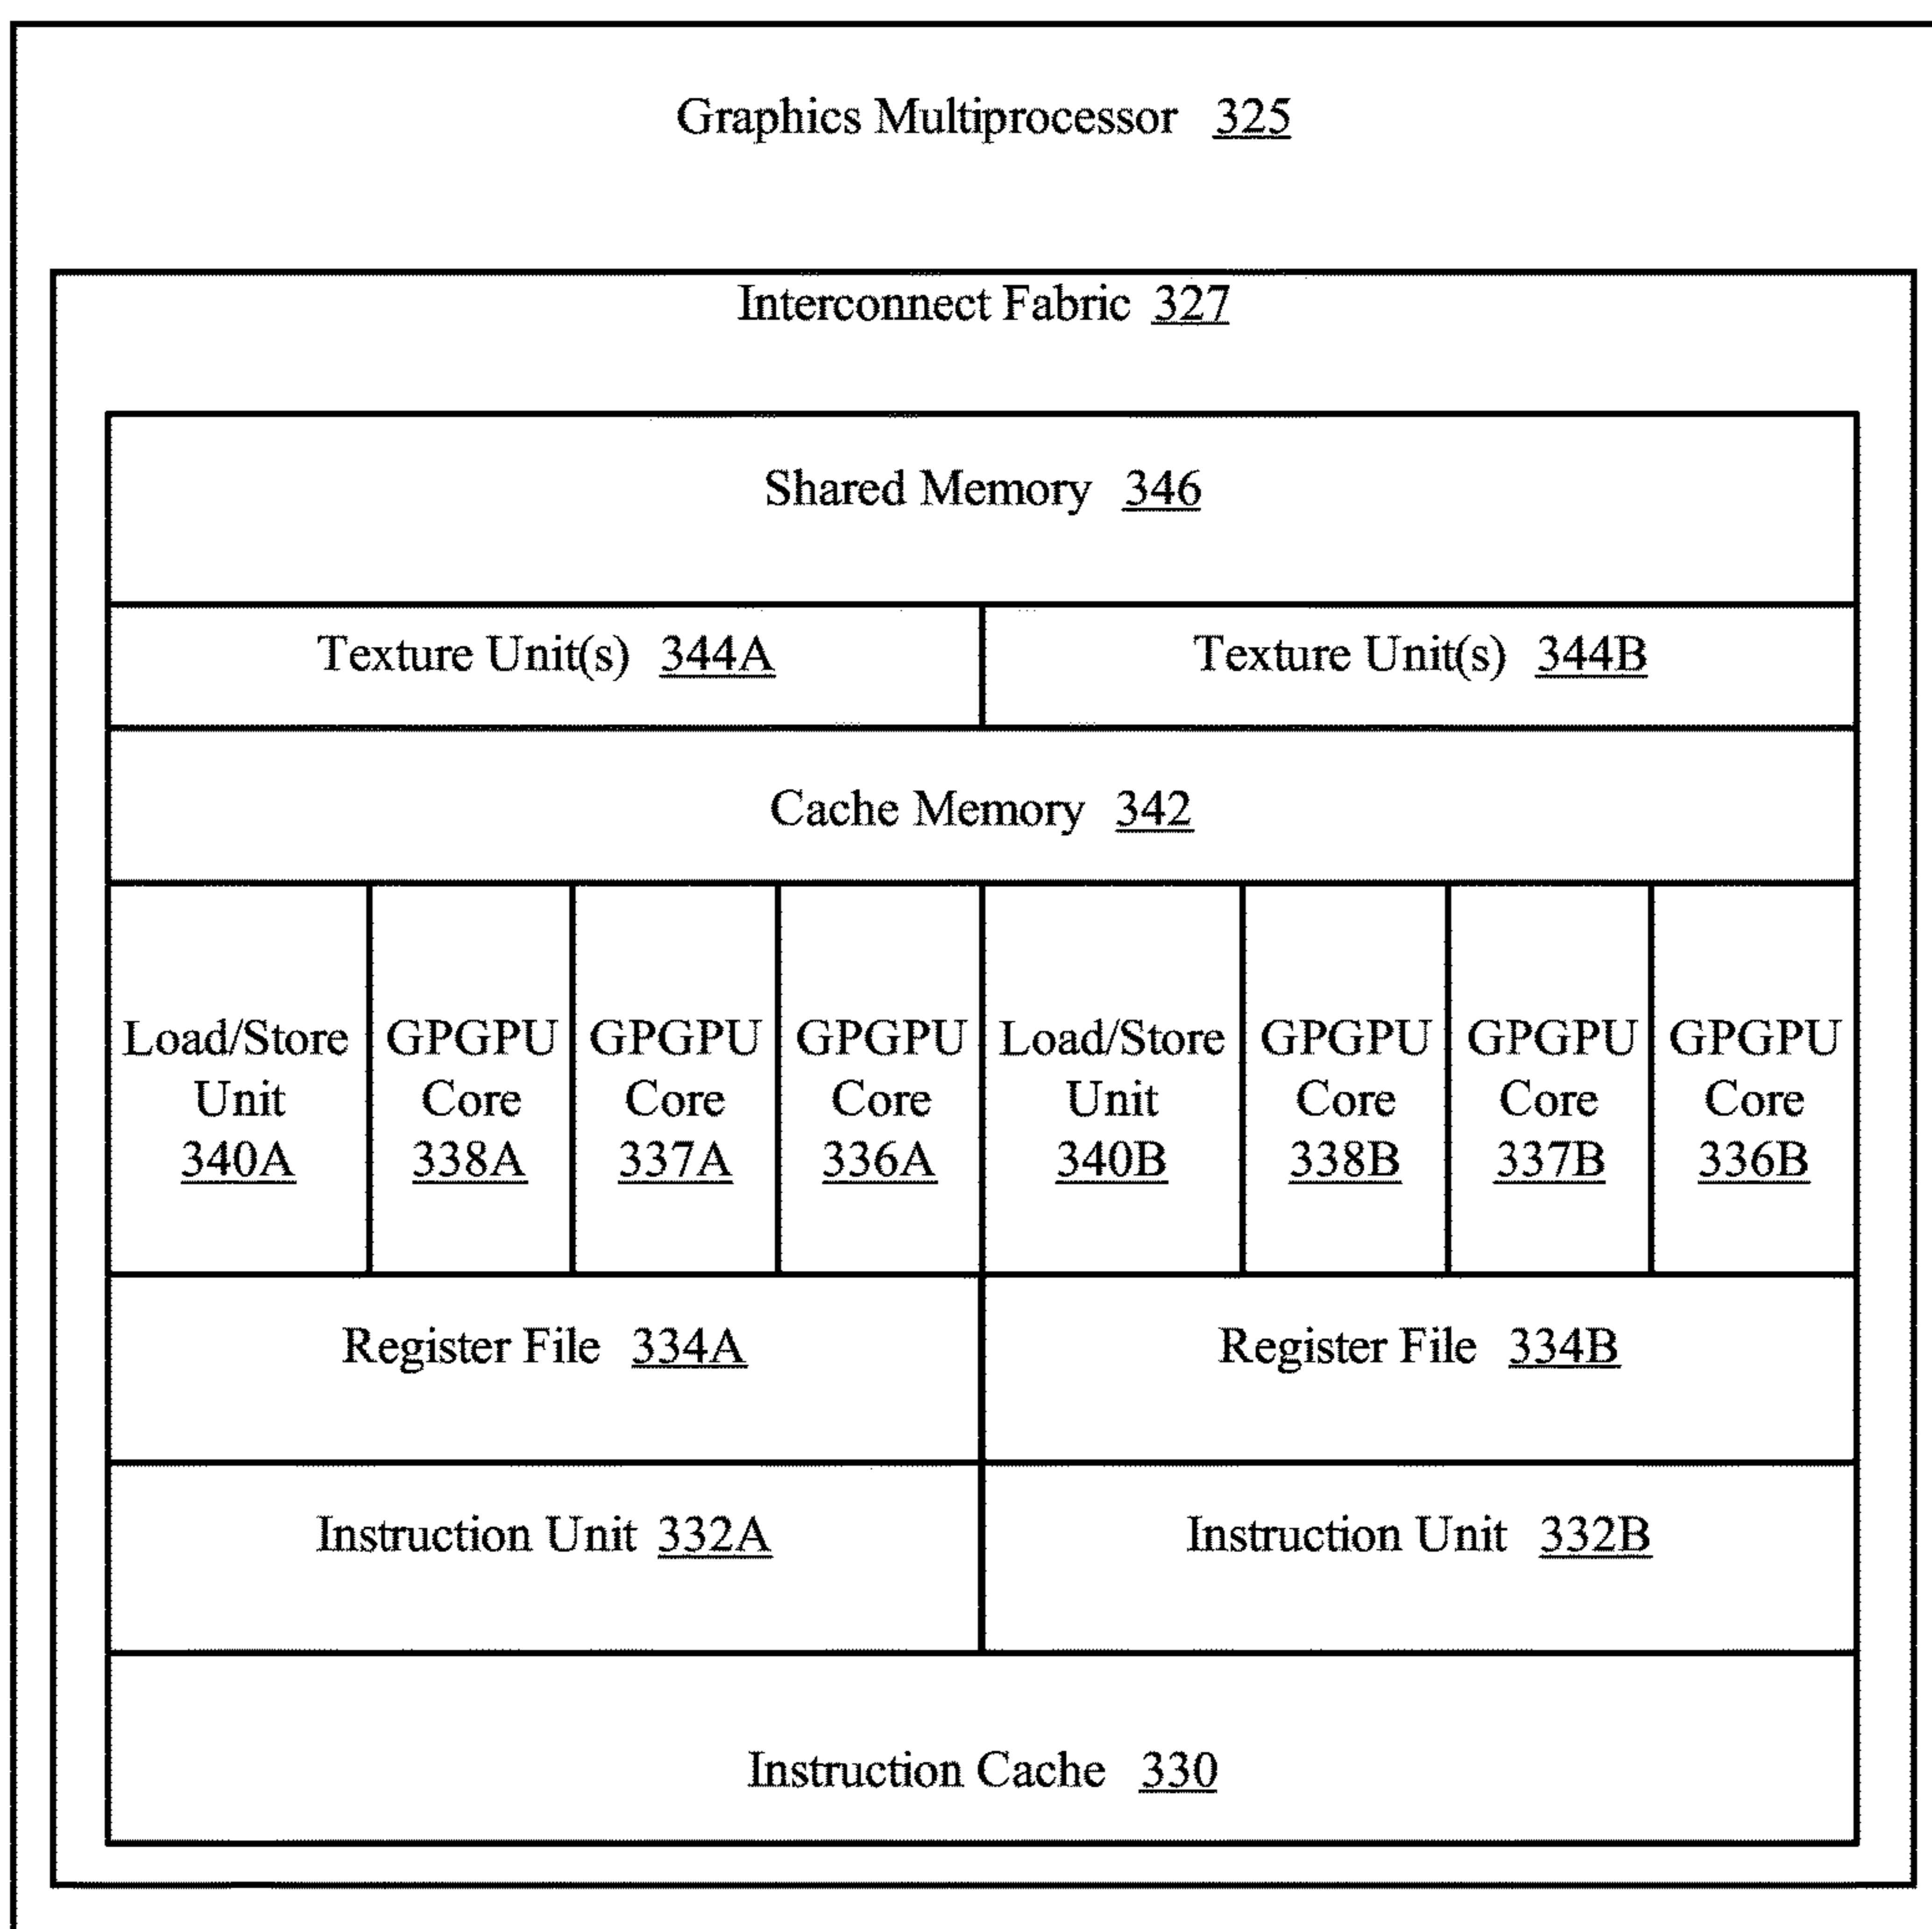 Graphics Multiprocessor 325
Interconnect Fabric 327
Shared Memory 346
Texture Unit(s) 344A
Texture Unit(s) 344B
Cache Memory 342
Load/Store
Unit
340A
GPGPU
Core
338A
GPGPU
Core
337A
GPGPU
Core
336A
Load/Store
Unit
340B
GPGPU
Core
338B
GPGPU
Core
337B
GPGPU
Core
336B
Register File 334A
Register File 334B
Instruction Unit 332A
Instruction Unit 332B
Instruction Cache 330